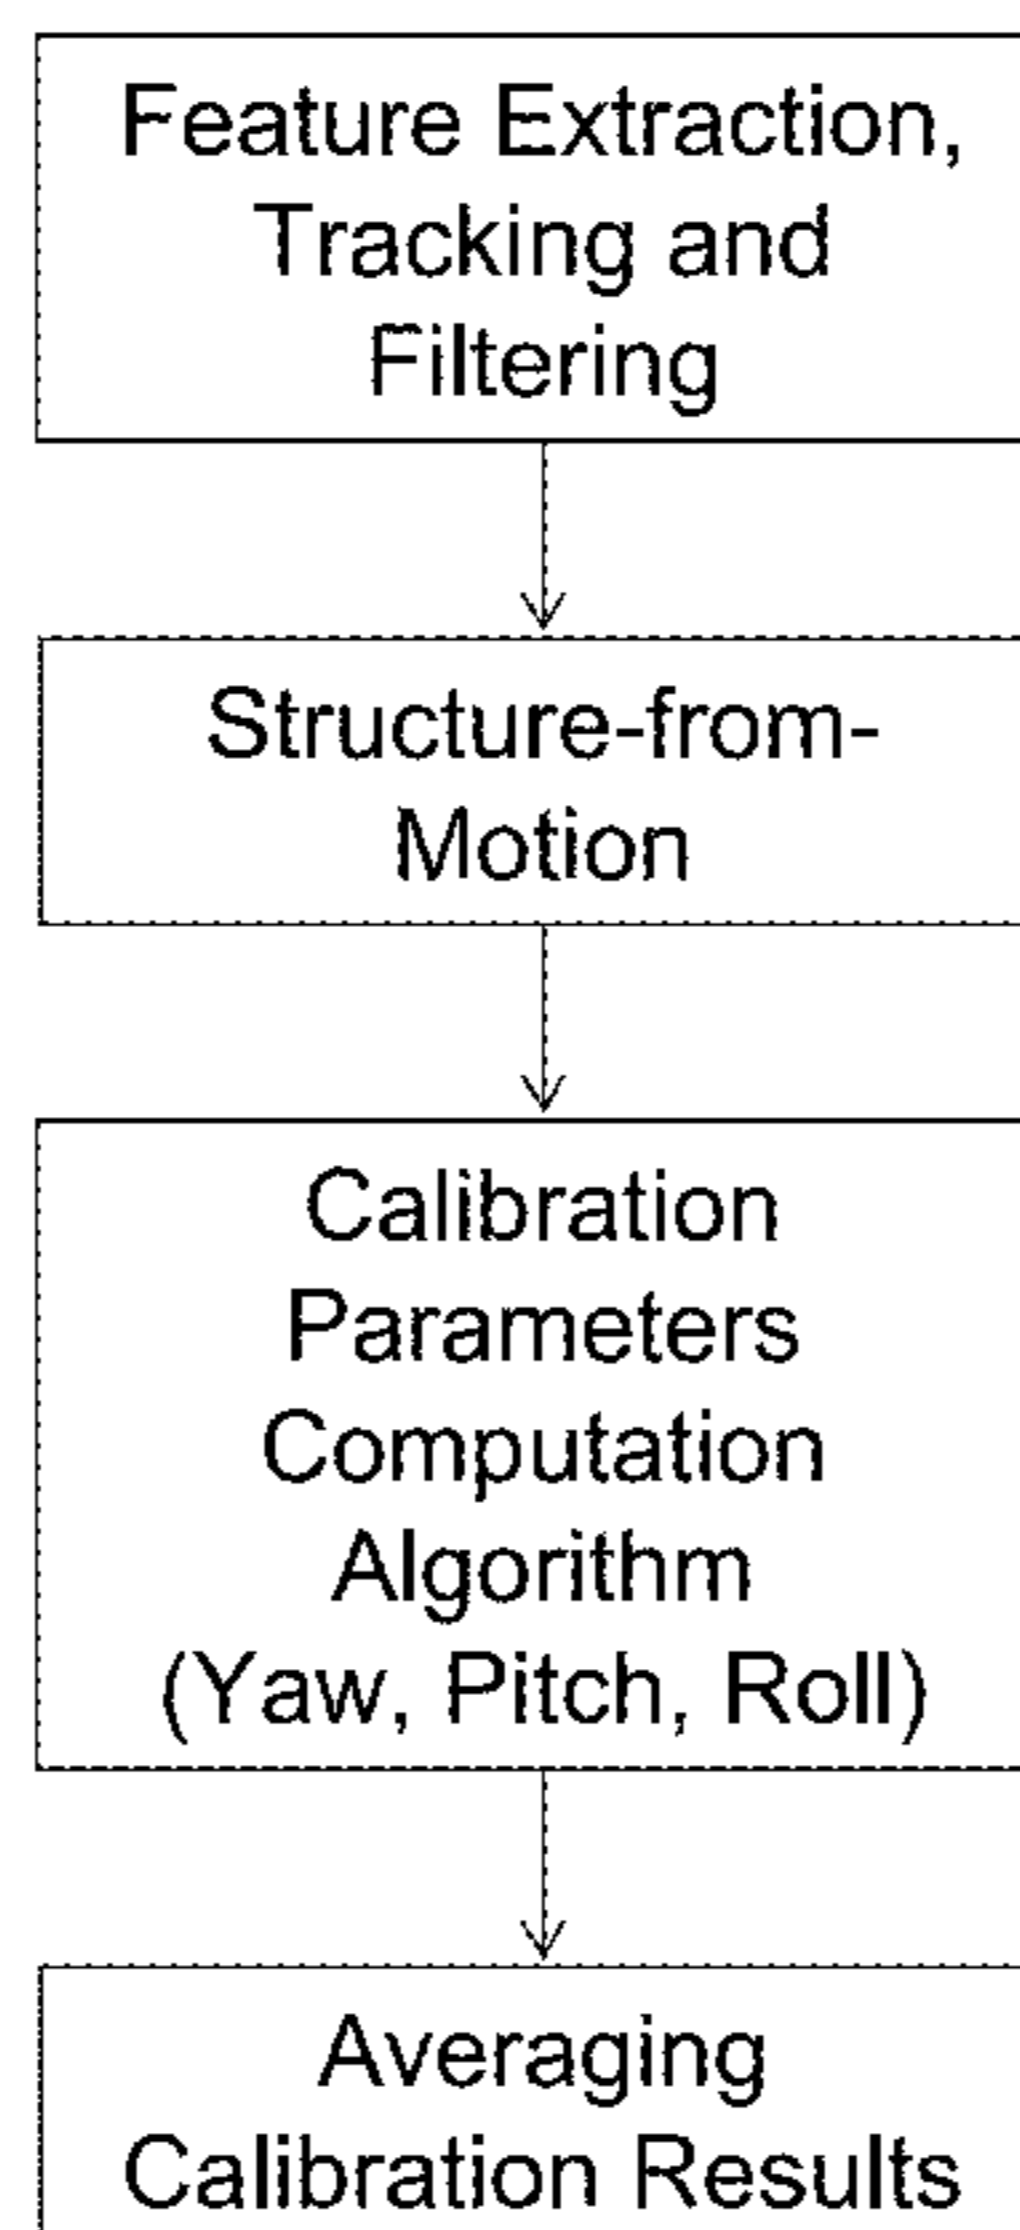 Feature Extraction,
Tracking and
Filtering
Structure-from-
Motion
Calibration
Parameters
Computation
Algorithm
(Yaw, Pitch, Roll)
Averaging
Calibration Results